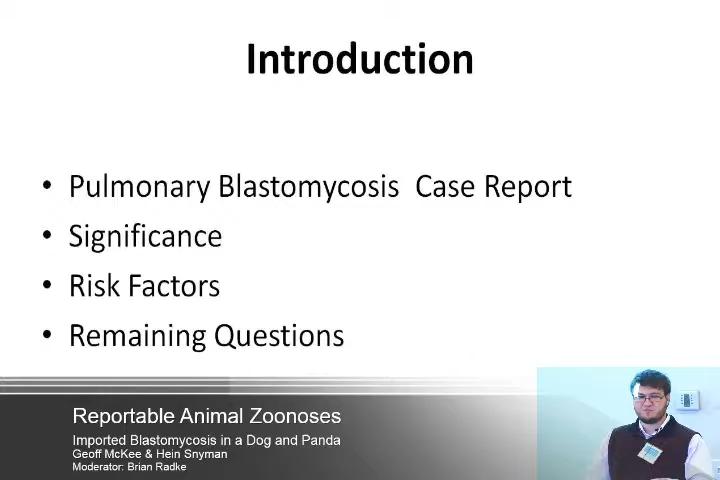 Introduction
• Pulmonary Blastomycosis  Case Report
• Significance
• Risk Factors
• Remaining Questions
Reportable Animal Zoonoses
Imported Blastomycosis in a Dog and Panda
Geoff McKee & Hein Snyman
Moderator: Brian Radke